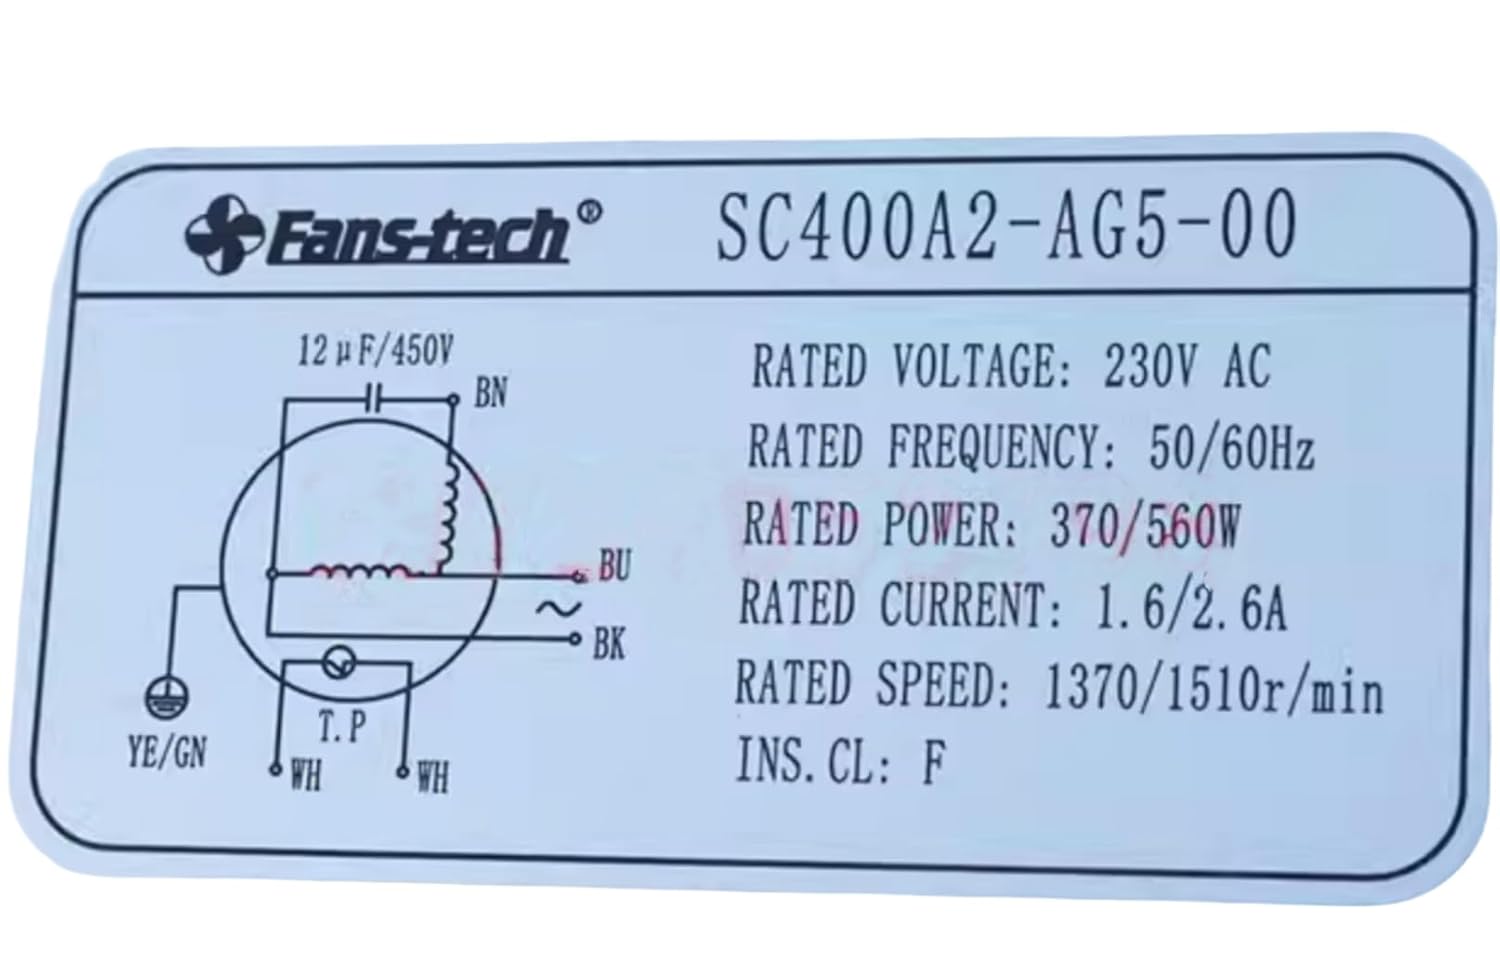 Fans-tech® SC400A2-AG5-00
12μF/450V
BN
BU
BK
T.P
YE/GN
WH WH
RATED VOLTAGE: 230V AC
RATED FREQUENCY: 50/60Hz
RATED POWER: 370/560W
RATED CURRENT: 1.6/2.6A
RATED SPEED: 1370/1510r/min
INS.CL: F